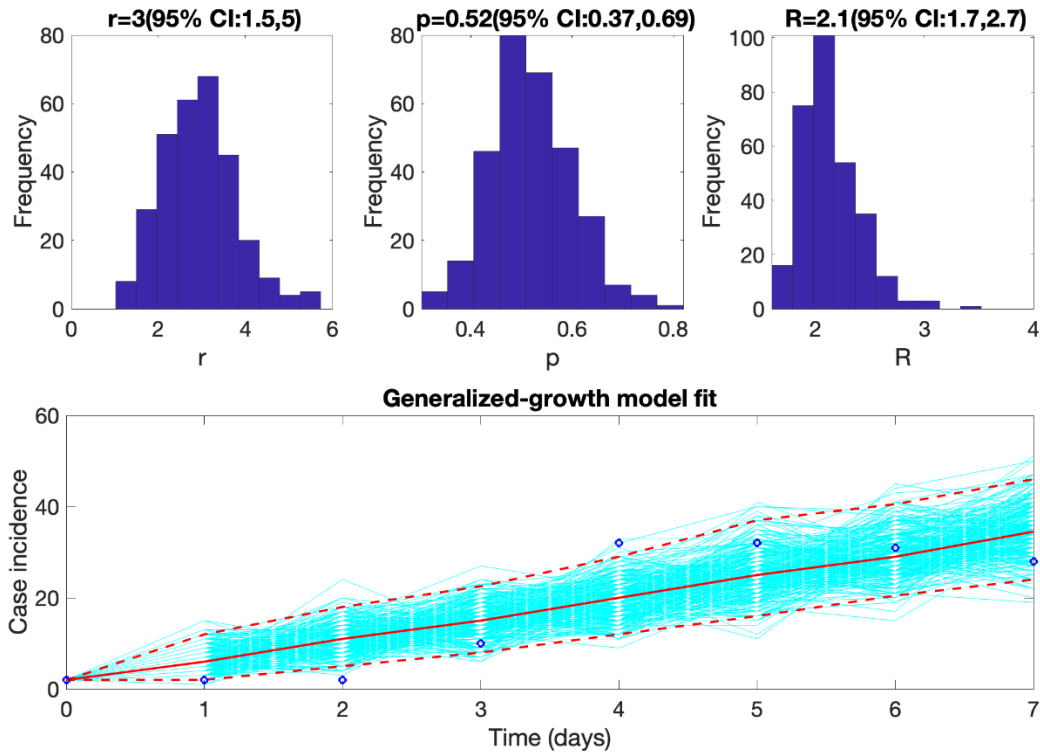 r=3(95% CI:1.5,5)
80
60
40
20
0
Frequency
0 2 4 6
r
p=0.52(95% CI:0.37,0.69)
80
60
40
20
0
Frequency
0.4 0.6 0.8
p
R=2.1(95% CI:1.7,2.7)
100
80
60
40
20
0
Frequency
2 3 4
R
Generalized-growth model fit
60
40
20
0
Case incidence
0 1 2 3 4 5 6 7
Time (days)